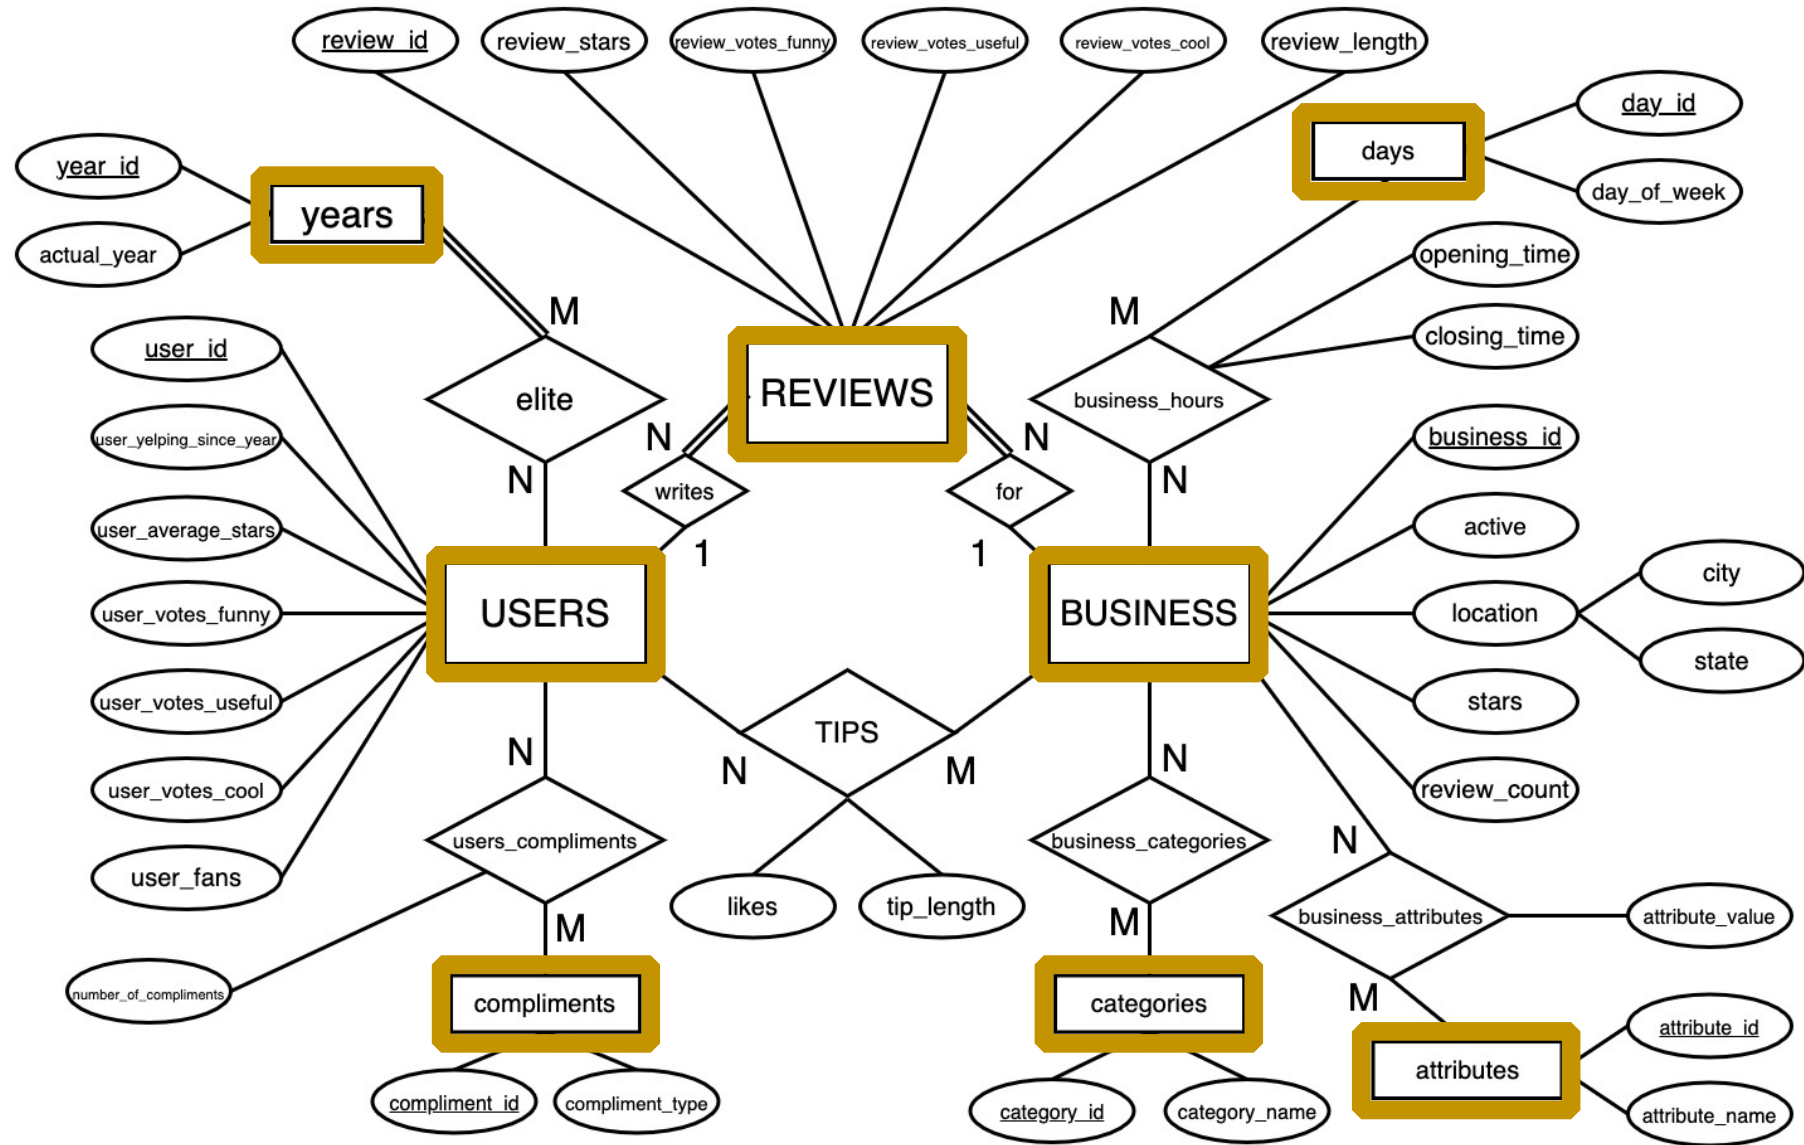 review_id
review_stars
review_votes_funny
review_votes_useful
review_votes_cool
review_length
day_id
days
day_of_week
year_id
years
actual_year
opening_time
closing_time
M
M
user_id
elite
REVIEWS
business_hours
N
N
N
N
user_yelping_since_year
business_id
writes
for
user_average_stars
active
1
1
city
user_votes_funny
USERS
BUSINESS
location
state
user_votes_useful
TIPS
stars
N
N
N
M
user_votes_cool
review_count
users_compliments
business_categories
N
user_fans
likes
tip_length
M
M
business_attributes
attribute_value
number_of_compliments
compliments
categories
M
attribute_id
attributes
compliment_id
compliment_type
category_id
category_name
attribute_name